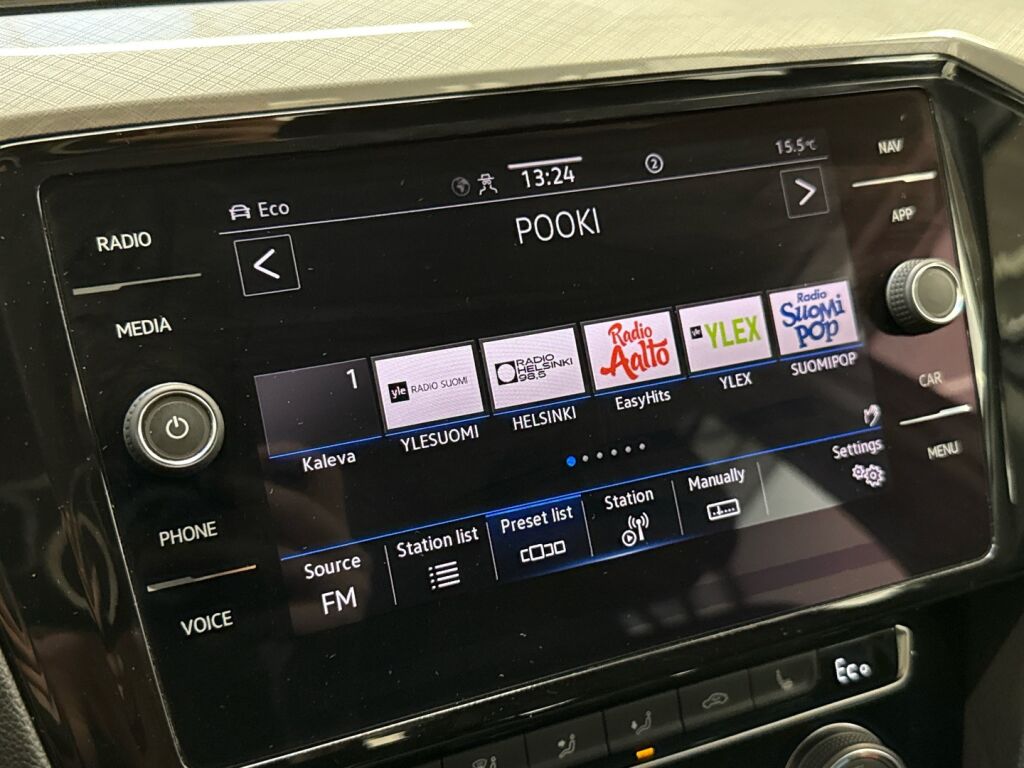 15.5°C
13:24
2
Eco
POOKI
NAV
APP
RADIO
MEDIA
1
yle RADIO SUOMI
RADIO
HELSINKI
98,5
Radio
Aalto
yle YLEX
Radio
SUOMI
POP
Kaleva
YLESUOMI
HELSINKI
EasyHits
YLEX
SUOMIPOP
CAR
MENU
PHONE
VOICE
Source
FM
Station list
Preset list
Station
Manually
Settings
Eco